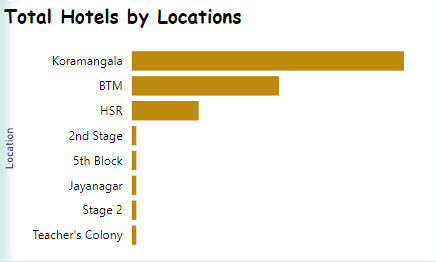 Total Hotels by Locations
Location
Koramangala
BTM
HSR
2nd Stage
5th Block
Jayanagar
Stage 2
Teacher's Colony